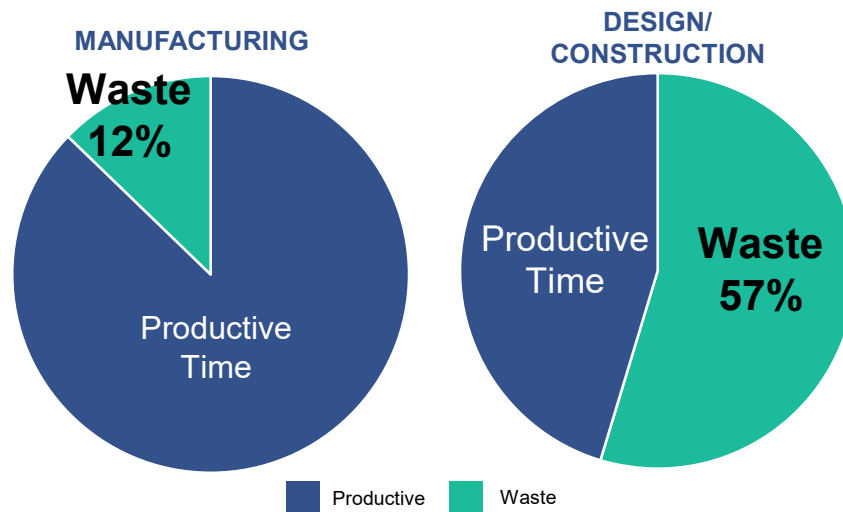 MANUFACTURING
Waste
12%
Productive
Time
DESIGN/
CONSTRUCTION
Productive
Time
Waste
57%
Productive
Waste